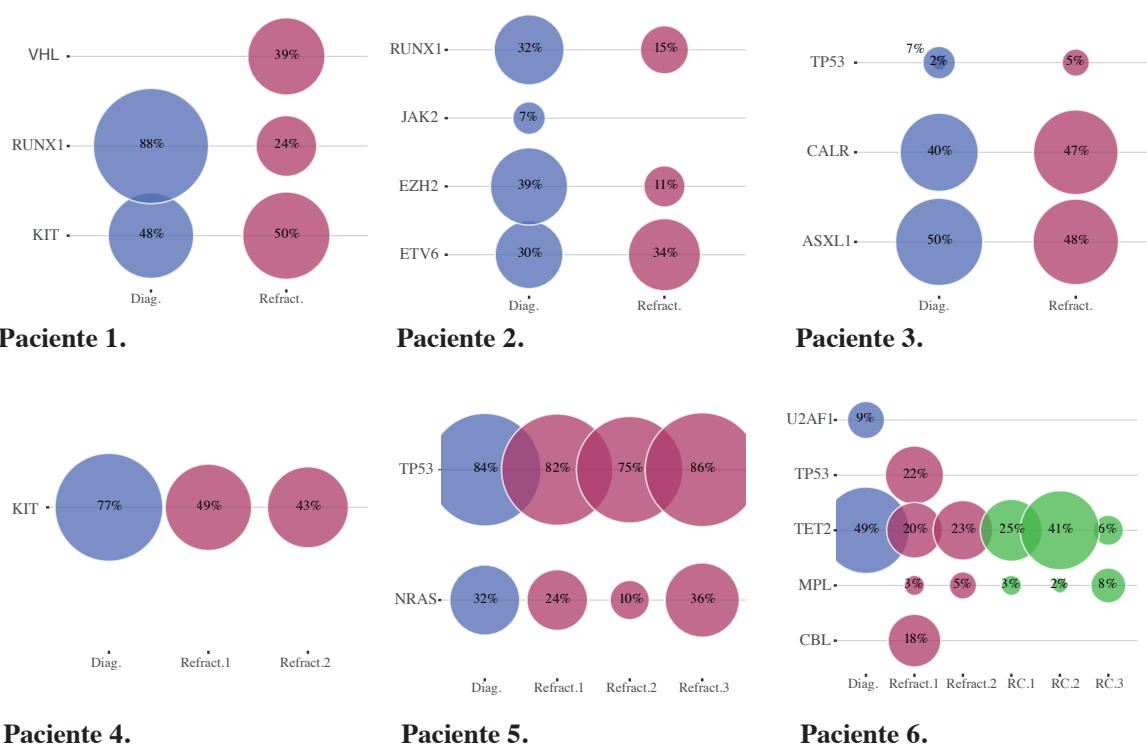 VHL
39%
RUNX1
88%
24%
KIT
48%
50%
Diag.
Refract.
Paciente 1.
RUNX1
32%
15%
JAK2
7%
EZH2
39%
11%
ETV6
30%
34%
Diag.
Refract.
Paciente 2.
TP53
7%
2%
5%
CALR
40%
47%
ASXL1
50%
48%
Diag.
Refract.
Paciente 3.
KIT
77%
49%
43%
Diag.
Refract.1
Refract.2
Paciente 4.
TP53
84%
82%
75%
86%
NRAS
32%
24%
10%
36%
Diag.
Refract.1
Refract.2
Refract.3
Paciente 5.
U2AF1
9%
TP53
22%
TET2
49%
20%
23%
25%
41%
6%
MPL
3%
5%
3%
2%
8%
CBL
18%
Diag.
Refract.1
Refract.2
RC.1
RC.2
RC.3
Paciente 6.